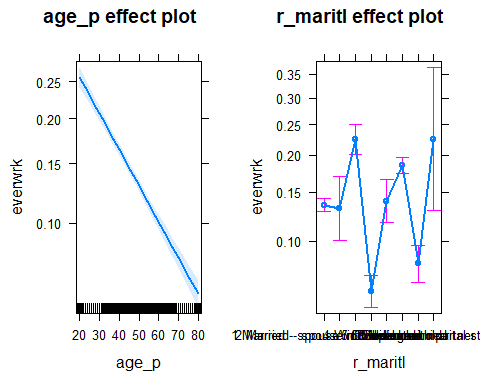 age_p effect plot
r_maritl effect plot
everwrk
0.25
0.20
0.15
0.10
20 30 40 50 60 70 80
age_p
everwrk
0.35
0.30
0.25
0.20
0.15
0.10
r_maritl